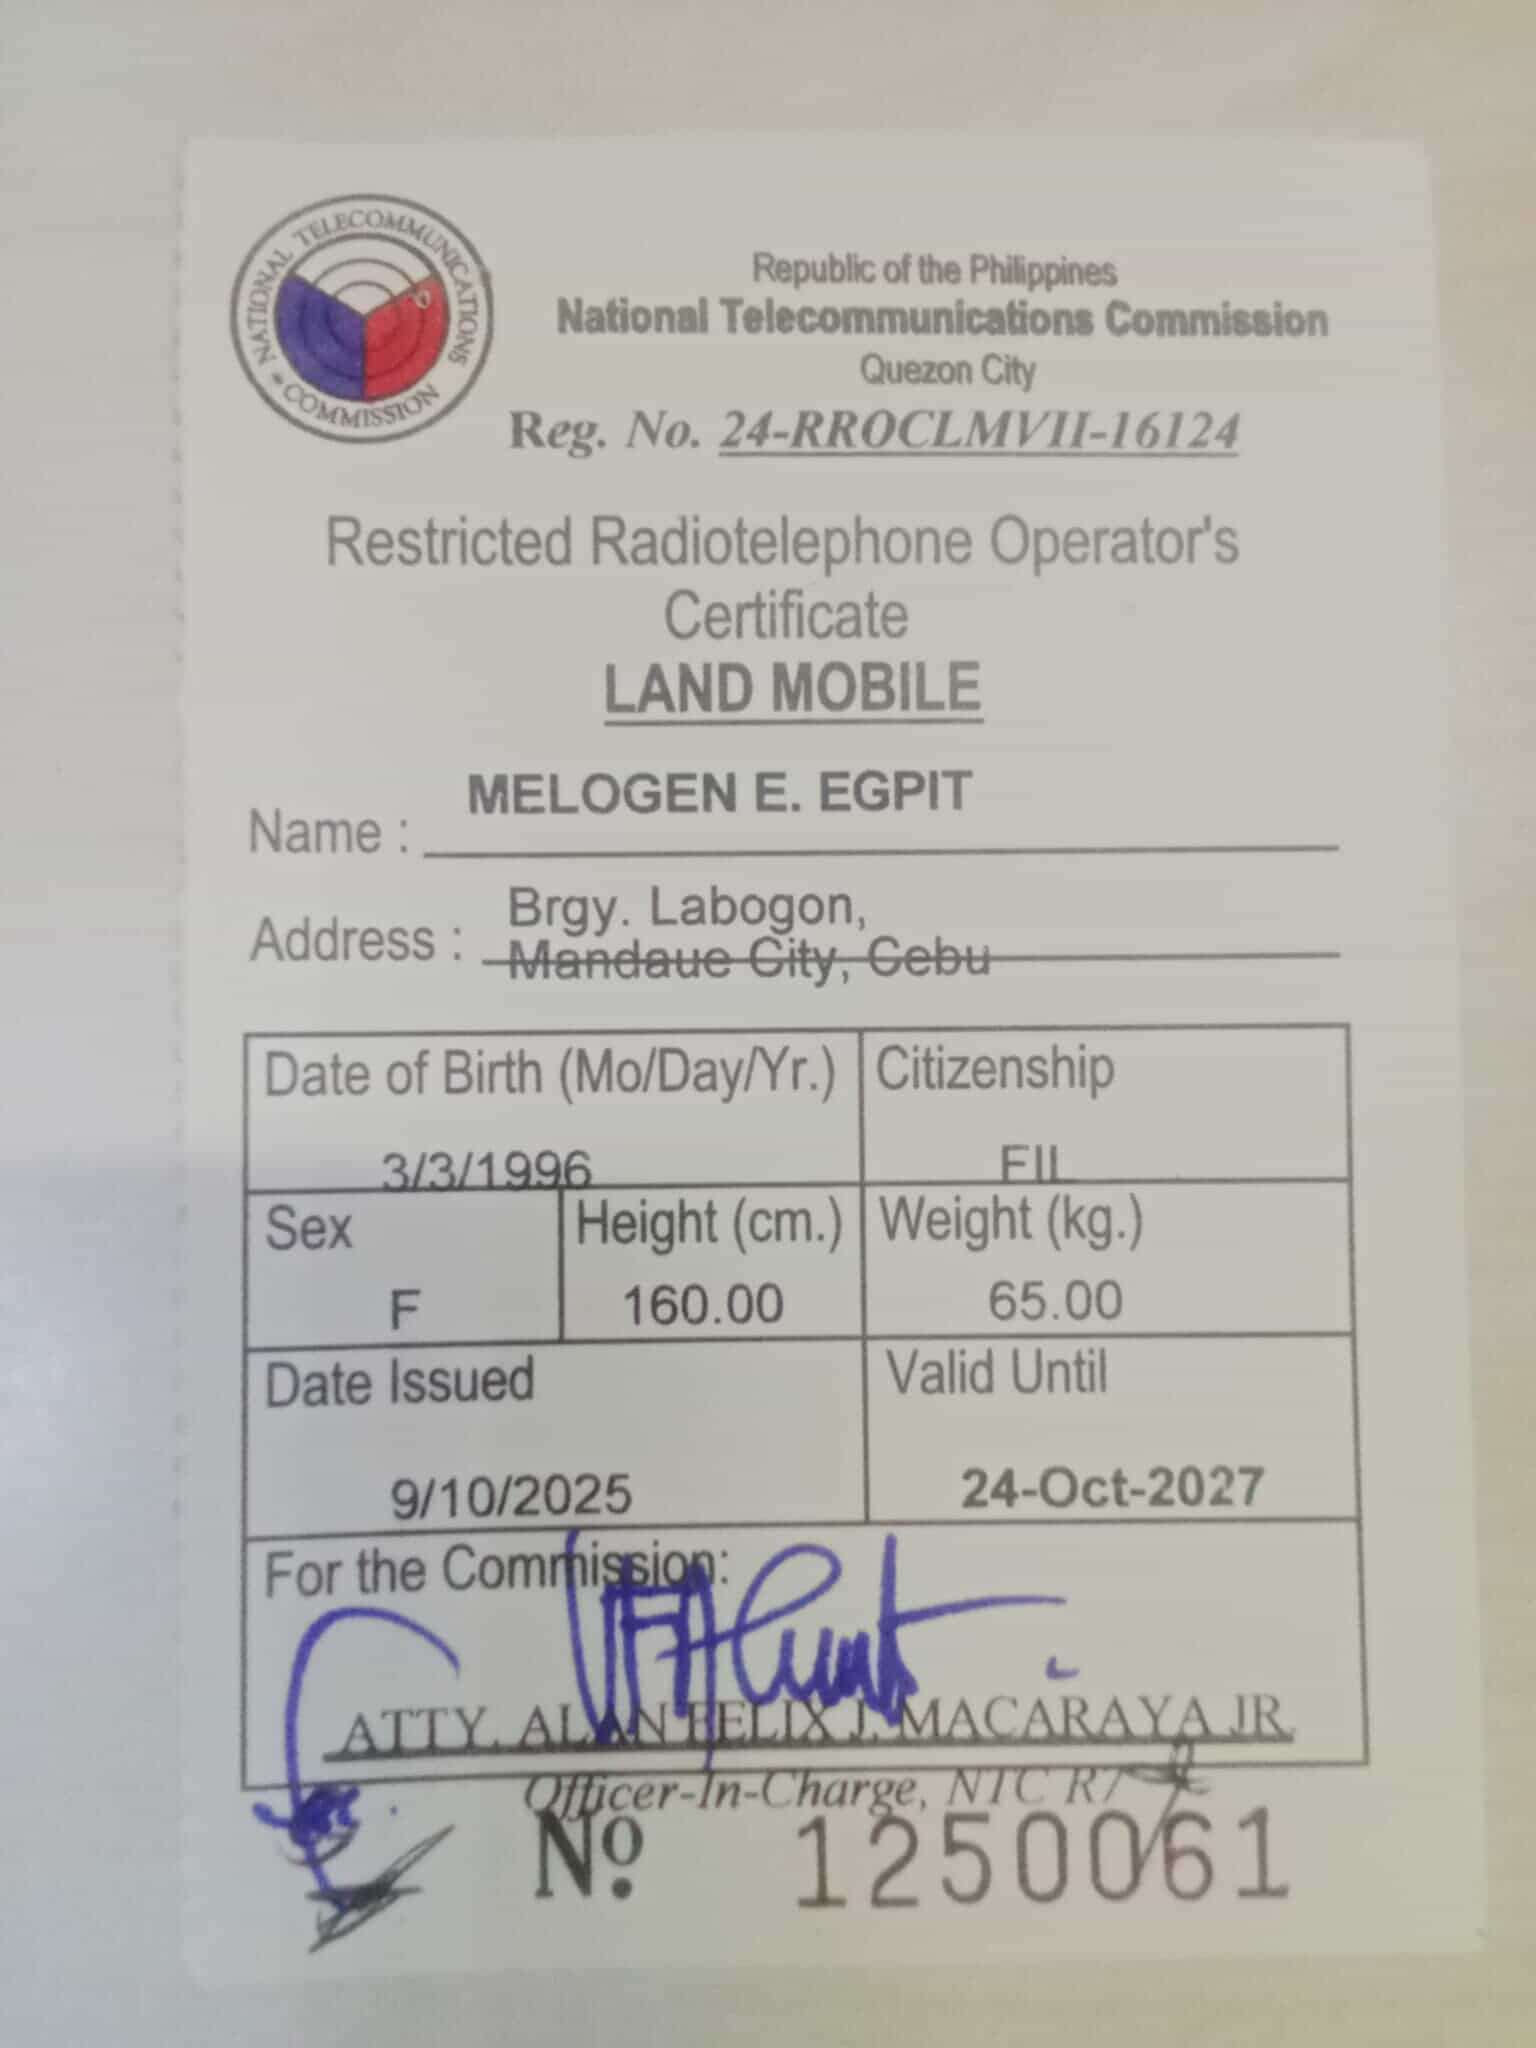 NATIONAL TELECOMMUNICATIONS COMMISSION
Republic of the Philippines
National Telecommunications Commission
Quezon City
Reg. No. 24-RROCLMVII-16124
Restricted Radiotelephone Operator's
Certificate
LAND MOBILE
Name : MELOGEN E. EGPIT
Address : Brgy. Labogon,
Mandaue City, Cebu
Date of Birth (Mo/Day/Yr.) Citizenship
3/3/1996 FIL
Sex Height (cm.) Weight (kg.)
F 160.00 65.00
Date Issued Valid Until
9/10/2025 24-Oct-2027
For the Commission:
ATTY. ALAN FELIX J. MACARAYA JR.
Officer-In-Charge, NTC R7
No. 1250061